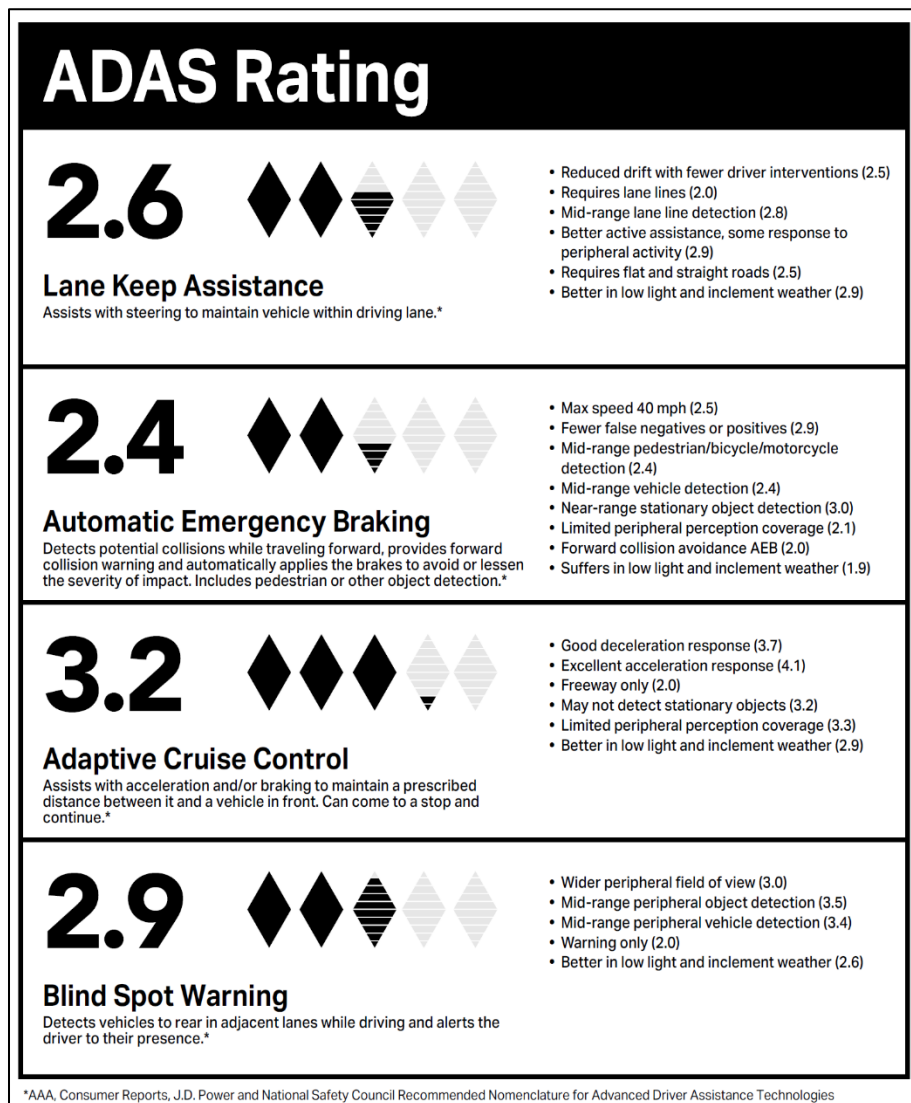 ADAS Rating
2.6
Lane Keep Assistance
Assists with steering to maintain vehicle within driving lane.*
• Reduced drift with fewer driver interventions (2.5)
• Requires lane lines (2.0)
• Mid-range lane line detection (2.8)
• Better active assistance, some response to
peripheral activity (2.9)
• Requires flat and straight roads (2.5)
• Better in low light and inclement weather (2.9)
2.4
Automatic Emergency Braking
Detects potential collisions while traveling forward, provides forward
collision warning and automatically applies the brakes to avoid or lessen
the severity of impact. Includes pedestrian or other object detection.*
• Max speed 40 mph (2.5)
• Fewer false negatives or positives (2.9)
• Mid-range pedestrian/bicycle/motorcycle
detection (2.4)
• Mid-range vehicle detection (2.4)
• Near-range stationary object detection (3.0)
• Limited peripheral perception coverage (2.1)
• Forward collision avoidance AEB (2.0)
• Suffers in low light and inclement weather (1.9)
3.2
Adaptive Cruise Control
Assists with acceleration and/or braking to maintain a prescribed
distance between it and a vehicle in front. Can come to a stop and
continue.*
• Good deceleration response (3.7)
• Excellent acceleration response (4.1)
• Freeway only (2.0)
• May not detect stationary objects (3.2)
• Limited peripheral perception coverage (3.3)
• Better in low light and inclement weather (2.9)
2.9
Blind Spot Warning
Detects vehicles to rear in adjacent lanes while driving and alerts the
driver to their presence.*
• Wider peripheral field of view (3.0)
• Mid-range peripheral object detection (3.5)
• Mid-range peripheral vehicle detection (3.4)
• Warning only (2.0)
• Better in low light and inclement weather (2.6)
*AAA, Consumer Reports, J.D. Power and National Safety Council Recommended Nomenclature for Advanced Driver Assistance Technologies